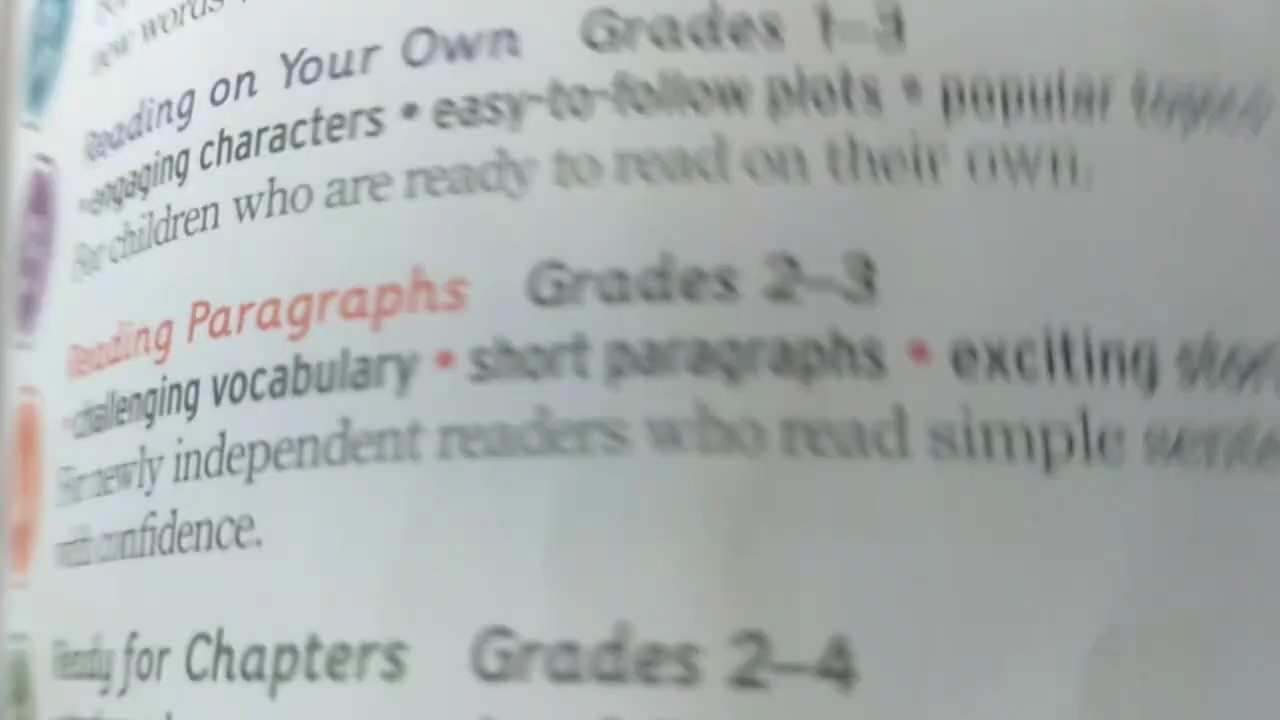 new words
Reading on Your Own Grades 1–3
• engaging characters • easy-to-follow plots • popular topics
For children who are ready to read on their own.
Reading Paragraphs Grades 2–3
• challenging vocabulary • short paragraphs • exciting
For newly independent readers who read simple
with confidence.
Ready for Chapters Grades 2–4